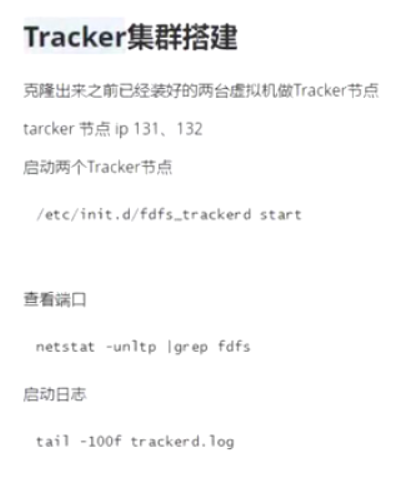 Tracker集群搭建
克隆出来之前已经装好的两台虚拟机做Tracker节点
tarcker 节点 ip 131、132
启动两个Tracker节点
/etc/init.d/fdfs_trackerd start
查看端口
netstat -unltp |grep fdfs
启动日志
tail -100f trackerd.log